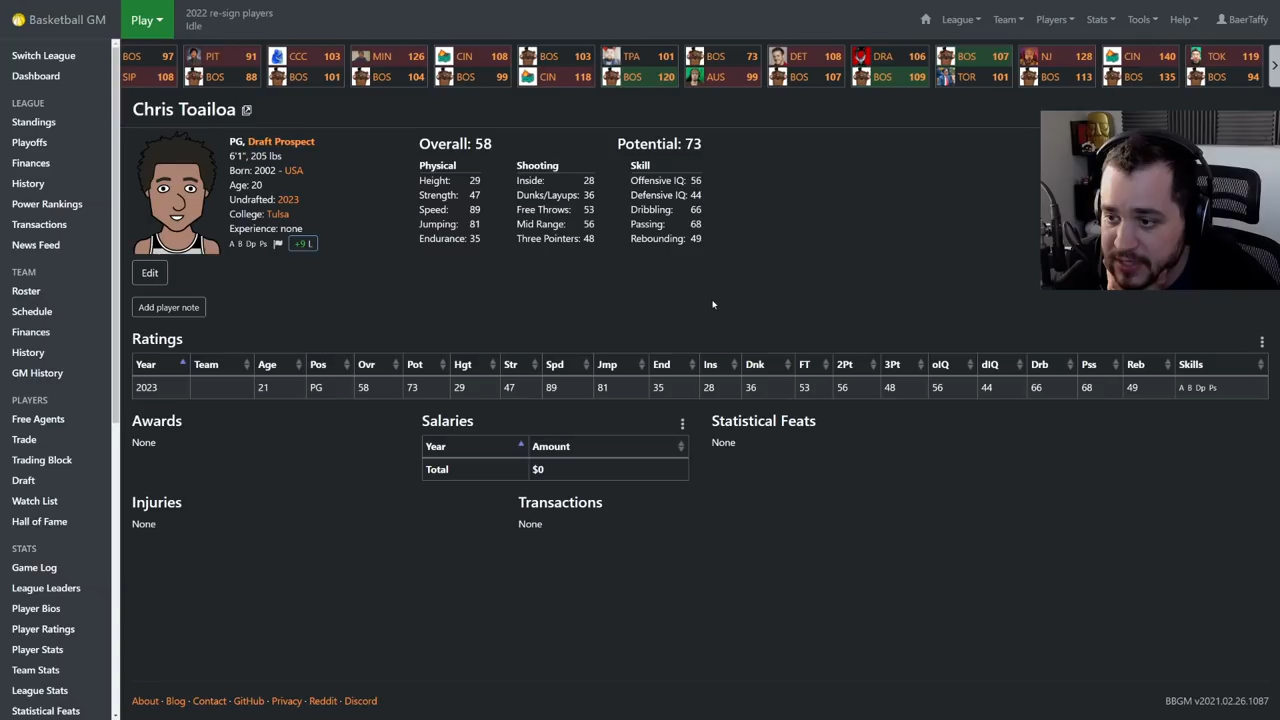 Basketball GM
Play
2022 re-sign players
Idle
League
Team
Players
Stats
Tools
Help
BaerTaffy
Switch League
Dashboard
LEAGUE
Standings
Playoffs
Finances
History
Power Rankings
Transactions
News Feed
TEAM
Roster
Schedule
Finances
History
GM History
PLAYERS
Free Agents
Trade
Trading Block
Draft
Watch List
Hall of Fame
STATS
Game Log
League Leaders
Player Bios
Player Ratings
Player Stats
Team Stats
League Stats
Statistical Feats
BOS 97
SIP 108
PIT 91
BOS 88
CCC 103
BOS 101
MIN 126
BOS 104
CIN 108
BOS 99
BOS 103
CIN 118
TPA 101
BOS 120
BOS 73
AUS 99
DET 108
BOS 107
DRA 106
BOS 109
BOS 107
TOR 101
NJ 128
BOS 113
CIN 140
BOS 135
TOK 119
BOS 94
Chris Toailoa
PG, Draft Prospect
6'1", 205 lbs
Born: 2002 - USA
Age: 20
Undrafted: 2023
College: Tulsa
Experience: none
A B Dp Ps +9 L
Overall: 58
Physical
Height: 29
Strength: 47
Speed: 89
Jumping: 81
Endurance: 35
Shooting
Inside: 28
Dunks/Layups: 36
Free Throws: 53
Mid Range: 56
Three Pointers: 48
Potential: 73
Skill
Offensive IQ: 56
Defensive IQ: 44
Dribbling: 66
Passing: 68
Rebounding: 49
Edit
Add player note
Ratings
Year Team Age Pos Ovr Pot Hgt Str Spd Jmp End Ins Dnk FT 2Pt 3Pt oIQ dIQ Drb Pss Reb Skills
2023 21 PG 58 73 29 47 89 81 35 28 36 53 56 48 56 44 66 68 49 A B Dp Ps
Awards
None
Salaries
Year Amount
Total $0
Statistical Feats
None
Injuries
None
Transactions
None
About · Blog · Contact · GitHub · Privacy · Reddit · Discord
BBGM v2021.02.26.1087